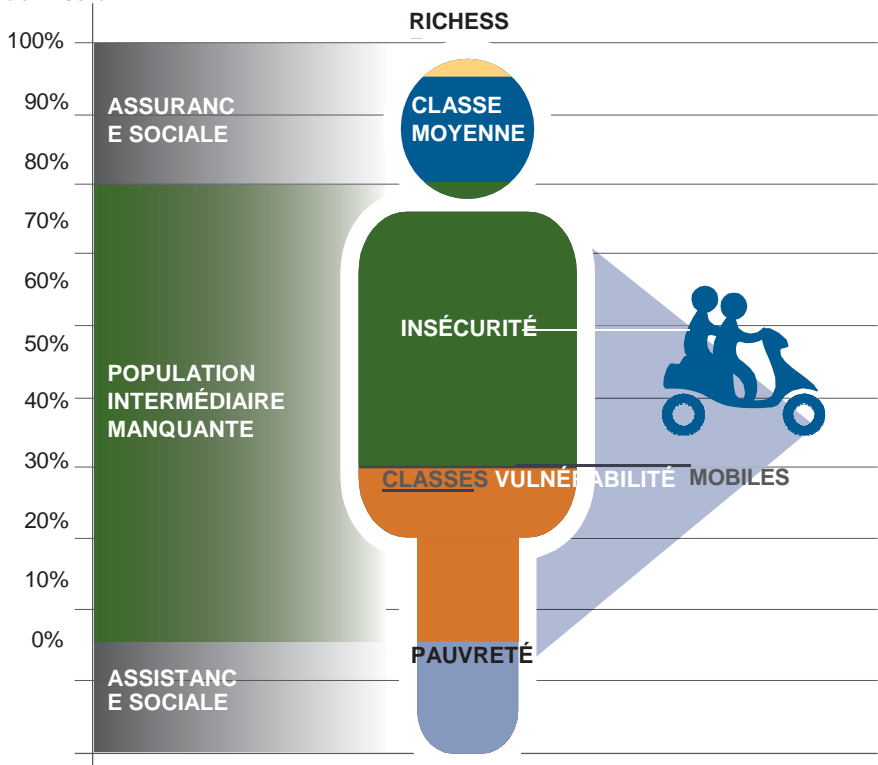 RICHESS
100%
90%
80%
70%
60%
50%
40%
30%
20%
10%
0%
ASSURANC
E SOCIALE
CLASSE
MOYENNE
INSÉCURITÉ
POPULATION
INTERMÉDIAIRE
MANQUANTE
CLASSES VULNÉRABILITÉ MOBILES
PAUVRETÉ
ASSISTANC
E SOCIALE